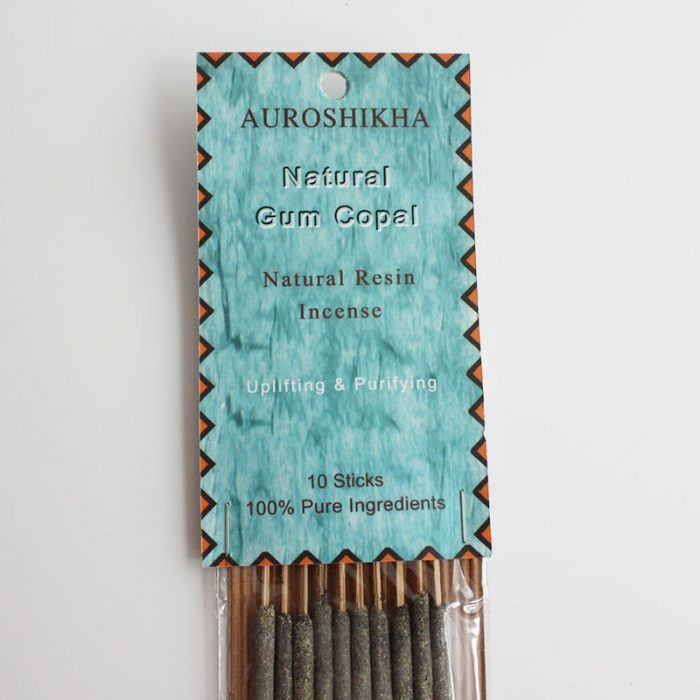 AUROSHIKHA
Natural
Gum Copal
Natural Resin
Incense
Uplifting & Purifying
10 Sticks
100% Pure Ingredients